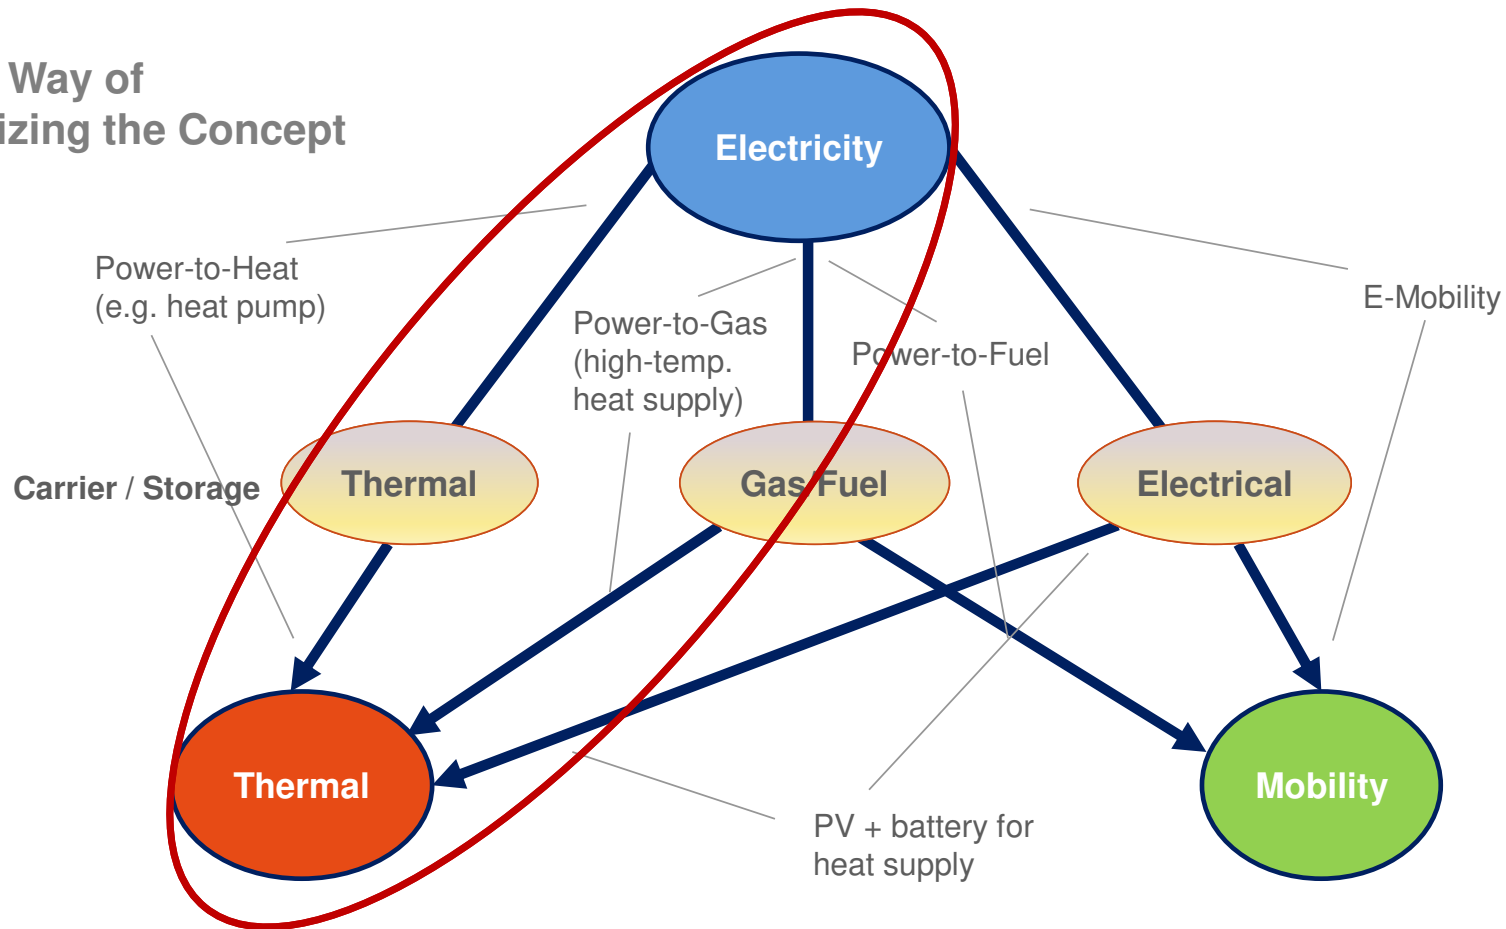 Way of
izing the Concept
Electricity
Power-to-Heat
(e.g. heat pump)
Power-to-Gas
(high-temp.
heat supply)
Power-to-Fuel
E-Mobility
Carrier / Storage
Thermal
Gas/Fuel
Electrical
Thermal
Mobility
PV + battery for
heat supply